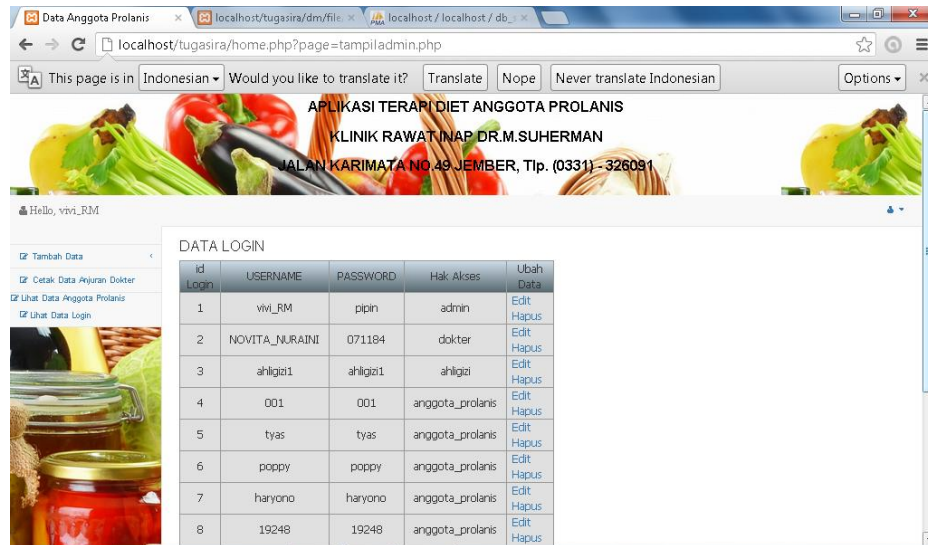 Data Anggota Prolanis
localhost/tugasira/dm/file
localhost / localhost / db_s
localhost/tugasira/home.php?page=tampiladmin.php
This page is in Indonesian Would you like to translate it? Translate Nope Never translate Indonesian Options
APLIKASI TERAPI DIET ANGGOTA PROLANIS
KLINIK RAWAT INAP DR.M.SUHERMAN
JALAN KARIMATA NO.49 JEMBER, Tlp. (0331) - 326091
Hello, vivi_RM
Tambah Data
Cetak Data Anjuran Dokter
Lihat Data Anggota Prolanis
Lihat Data Login
DATA LOGIN
id Login USERNAME PASSWORD Hak Akses Ubah Data
1 vivi_RM pipin admin Edit Hapus
2 NOVITA_NURAINI 071184 dokter Edit Hapus
3 ahligizi1 ahligizi1 ahligizi Edit Hapus
4 001 001 anggota_prolanis Edit Hapus
5 tyas tyas anggota_prolanis Edit Hapus
6 poppy poppy anggota_prolanis Edit Hapus
7 haryono haryono anggota_prolanis Edit Hapus
8 19248 19248 anggota_prolanis Edit Hapus